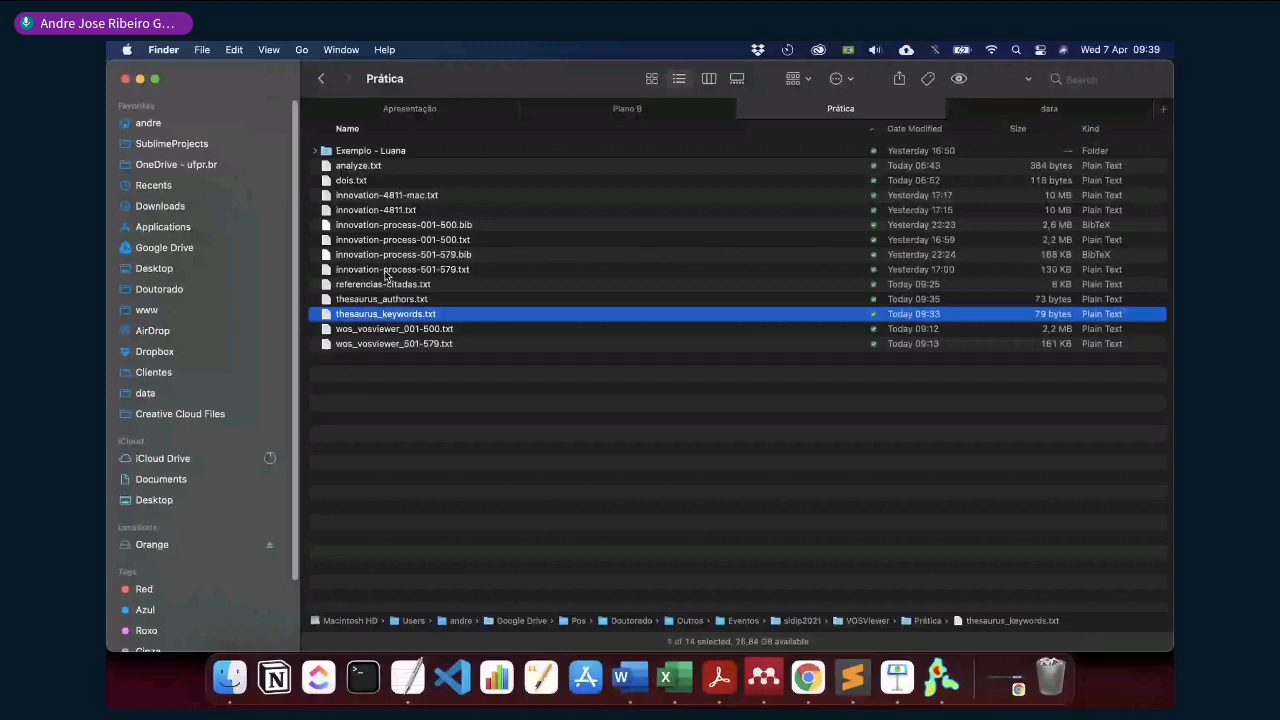 Andre Jose Ribeiro G...
Finder File Edit View Go Window Help Wed 7 Apr 09:39
Prática Search
Apresentação Plano B Prática data
Favorites
andre
SublimeProjects
OneDrive - ufpr.br
Recents
Downloads
Applications
Google Drive
Desktop
Doutorado
www
AirDrop
Dropbox
Clientes
data
Creative Cloud Files
iCloud
iCloud Drive
Documents
Desktop
Locations
Orange
Tags
Red
Azul
Roxo
Cinza
Name Date Modified Size Kind
Exemplo - Luana Yesterday 16:50 -- Folder
analyze.txt Today 06:43 384 bytes Plain Text
dois.txt Today 06:52 118 bytes Plain Text
innovation-4811-mac.txt Yesterday 17:17 10 MB Plain Text
innovation-4811.txt Yesterday 17:15 10 MB Plain Text
innovation-process-001-500.bib Yesterday 22:23 2,6 MB BibTeX
innovation-process-001-500.txt Yesterday 16:59 2,2 MB Plain Text
innovation-process-501-579.bib Yesterday 22:24 168 KB BibTeX
innovation-process-501-579.txt Yesterday 17:00 130 KB Plain Text
referencias-citadas.txt Today 09:25 6 KB Plain Text
thesaurus_authors.txt Today 09:35 73 bytes Plain Text
thesaurus_keywords.txt Today 09:33 79 bytes Plain Text
wos_vosviewer_001-500.txt Today 09:12 2,2 MB Plain Text
wos_vosviewer_501-579.txt Today 09:13 161 KB Plain Text
Macintosh HD › Users › andre › Google Drive › Pos › Doutorado › Outros › Eventos › sidip2021 › VOSViewer › Prática › thesaurus_keywords.txt
1 of 14 selected, 26,84 GB available